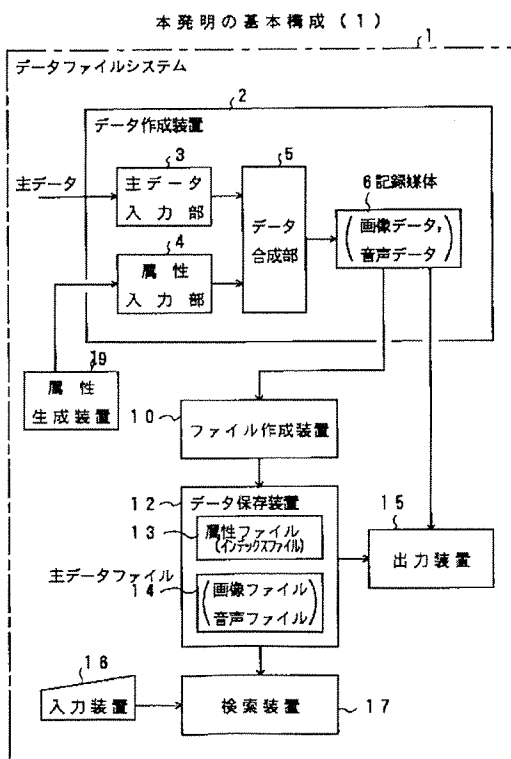 本発明の基本構成(1)
1
データファイルシステム
2
データ作成装置
主データ
3
主データ
入力部
4
属性
入力部
5
データ
合成部
6記録媒体
(画像データ,
音声データ)
19
属性
生成装置
10
ファイル作成装置
12
データ保存装置
13
属性ファイル
(インデックスファイル)
主データファイル
14
(画像ファイル
音声ファイル)
15
出力装置
16
入力装置
検索装置
17